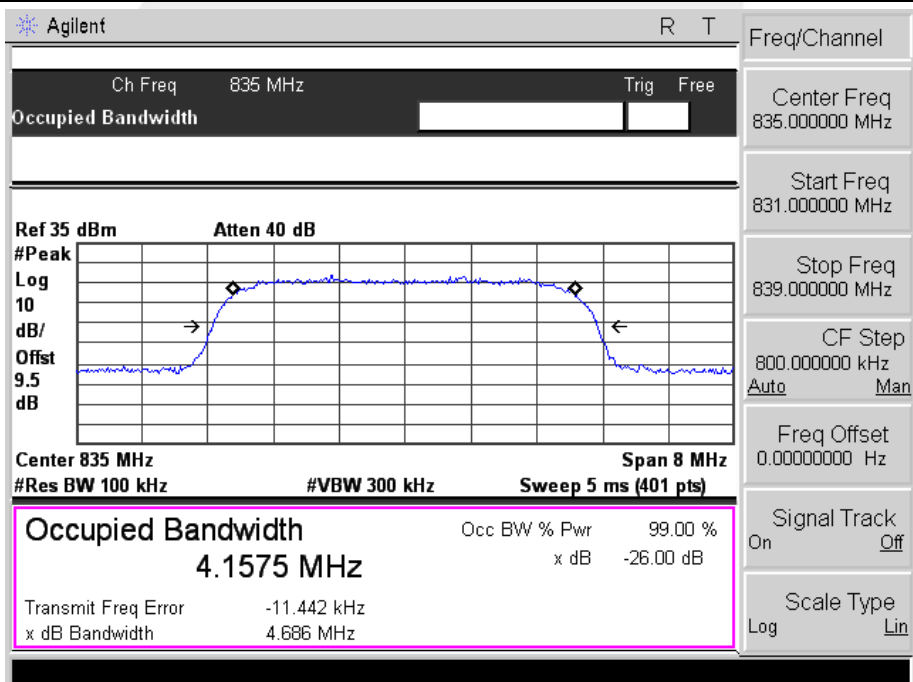 Agilent
R T
Freq/Channel
Ch Freq 835 MHz Trig Free
Occupied Bandwidth
Center Freq
835.000000 MHz
Start Freq
831.000000 MHz
Stop Freq
839.000000 MHz
CF Step
800.000000 kHz
Auto Man
Freq Offset
0.00000000 Hz
Signal Track
On Off
Scale Type
Log Lin
Ref 35 dBm Atten 40 dB
#Peak
Log
10
dB/
Offst
9.5
dB
Center 835 MHz Span 8 MHz
#Res BW 100 kHz #VBW 300 kHz Sweep 5 ms (401 pts)
Occupied Bandwidth
4.1575 MHz
Occ BW % Pwr 99.00 %
x dB -26.00 dB
Transmit Freq Error -11.442 kHz
x dB Bandwidth 4.686 MHz